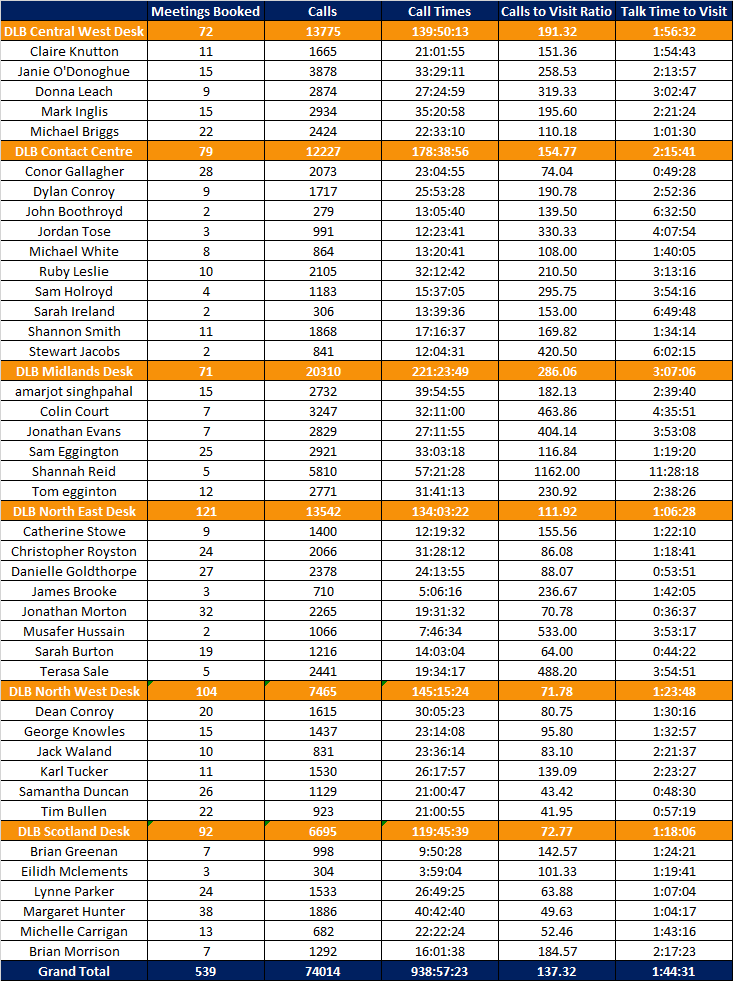 Meetings Booked Calls Call Times Calls to Visit Ratio Talk Time to Visit
DLB Central West Desk 72 13775 139:50:13 191.32 1:56:32
Claire Knutton 11 1665 21:01:55 151.36 1:54:43
Janie O'Donoghue 15 3878 33:29:11 258.53 2:13:57
Donna Leach 9 2874 27:24:59 319.33 3:02:47
Mark Inglis 15 2934 35:20:58 195.60 2:21:24
Michael Briggs 22 2424 22:33:10 110.18 1:01:30
DLB Contact Centre 79 12227 178:38:56 154.77 2:15:41
Conor Gallagher 28 2073 23:04:55 74.04 0:49:28
Dylan Conroy 9 1717 25:53:28 190.78 2:52:36
John Boothroyd 2 279 13:05:40 139.50 6:32:50
Jordan Tose 3 991 12:23:41 330.33 4:07:54
Michael White 8 864 13:20:41 108.00 1:40:05
Ruby Leslie 10 2105 32:12:42 210.50 3:13:16
Sam Holroyd 4 1183 15:37:05 295.75 3:54:16
Sarah Ireland 2 306 13:39:36 153.00 6:49:48
Shannon Smith 11 1868 17:16:37 169.82 1:34:14
Stewart Jacobs 2 841 12:04:31 420.50 6:02:15
DLB Midlands Desk 71 20310 221:23:49 286.06 3:07:06
amarjot singhpahal 15 2732 39:54:55 182.13 2:39:40
Colin Court 7 3247 32:11:00 463.86 4:35:51
Jonathan Evans 7 2829 27:11:55 404.14 3:53:08
Sam Eggington 25 2921 33:03:18 116.84 1:19:20
Shannah Reid 5 5810 57:21:28 1162.00 11:28:18
Tom egginton 12 2771 31:41:13 230.92 2:38:26
DLB North East Desk 121 13542 134:03:22 111.92 1:06:28
Catherine Stowe 9 1400 12:19:32 155.56 1:22:10
Christopher Royston 24 2066 31:28:12 86.08 1:18:41
Danielle Goldthorpe 27 2378 24:13:55 88.07 0:53:51
James Brooke 3 710 5:06:16 236.67 1:42:05
Jonathan Morton 32 2265 19:31:32 70.78 0:36:37
Musafer Hussain 2 1066 7:46:34 533.00 3:53:17
Sarah Burton 19 1216 14:03:04 64.00 0:44:22
Terasa Sale 5 2441 19:34:17 488.20 3:54:51
DLB North West Desk 104 7465 145:15:24 71.78 1:23:48
Dean Conroy 20 1615 30:05:23 80.75 1:30:16
George Knowles 15 1437 23:14:08 95.80 1:32:57
Jack Waland 10 831 23:36:14 83.10 2:21:37
Karl Tucker 11 1530 26:17:57 139.09 2:23:27
Samantha Duncan 26 1129 21:00:47 43.42 0:48:30
Tim Bullen 22 923 21:00:55 41.95 0:57:19
DLB Scotland Desk 92 6695 119:45:39 72.77 1:18:06
Brian Greenan 7 998 9:50:28 142.57 1:24:21
Eilidh Mclements 3 304 3:59:04 101.33 1:19:41
Lynne Parker 24 1533 26:49:25 63.88 1:07:04
Margaret Hunter 38 1886 40:42:40 49.63 1:04:17
Michelle Carrigan 13 682 22:22:24 52.46 1:43:16
Brian Morrison 7 1292 16:01:38 184.57 2:17:23
Grand Total 539 74014 938:57:23 137.32 1:44:31